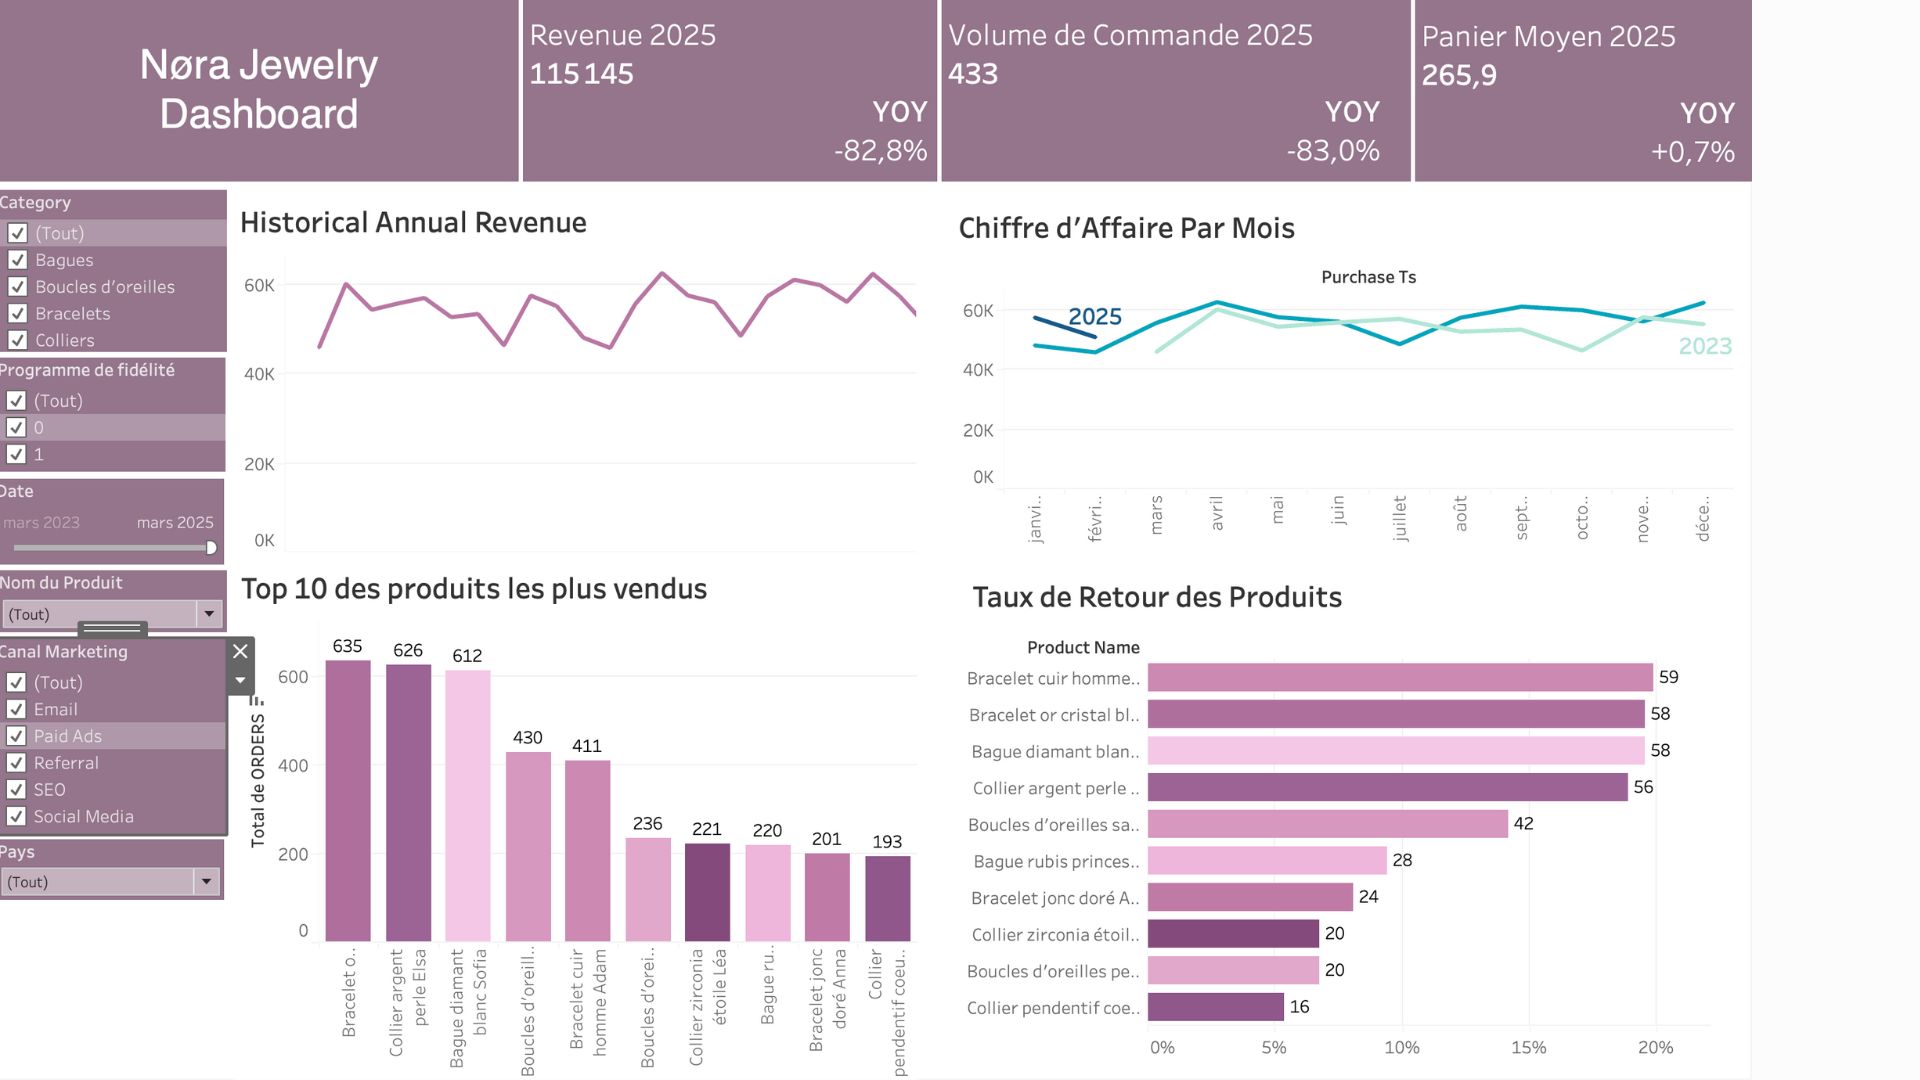 Nøra Jewelry
Dashboard
Revenue 2025
115 145
YOY
-82,8%
Volume de Commande 2025
433
YOY
-83,0%
Panier Moyen 2025
265,9
YOY
+0,7%
Category
(Tout)
Bagues
Boucles d’oreilles
Bracelets
Colliers
Programme de fidélité
(Tout)
0
1
Date
mars 2023 mars 2025
Nom du Produit
(Tout)
Canal Marketing
(Tout)
Email
Paid Ads
Referral
SEO
Social Media
Pays
(Tout)
Historical Annual Revenue
60K
40K
20K
0K
Chiffre d’Affaire Par Mois
Purchase Ts
60K
40K
20K
0K
2025
2023
janvi..
févri..
mars
avril
mai
juin
juillet
août
sept..
octo..
nove..
déce..
Top 10 des produits les plus vendus
Total de ORDERS
600
400
200
0
635
626
612
430
411
236
221
220
201
193
Bracelet o..
Collier argent
perle Elsa
Bague diamant
blanc Sofia
Boucles d’oreill..
Bracelet cuir
homme Adam
Boucles d’orei..
Collier zirconia
étoile Léa
Bague ru..
Bracelet jonc
doré Anna
Collier
pendentif coeu..
Taux de Retour des Produits
Product Name
Bracelet cuir homme.. 59
Bracelet or cristal bl.. 58
Bague diamant blan.. 58
Collier argent perle .. 56
Boucles d’oreilles sa.. 42
Bague rubis princes.. 28
Bracelet jonc doré A.. 24
Collier zirconia étoil.. 20
Boucles d’oreilles pe.. 20
Collier pendentif coe.. 16
0% 5% 10% 15% 20%